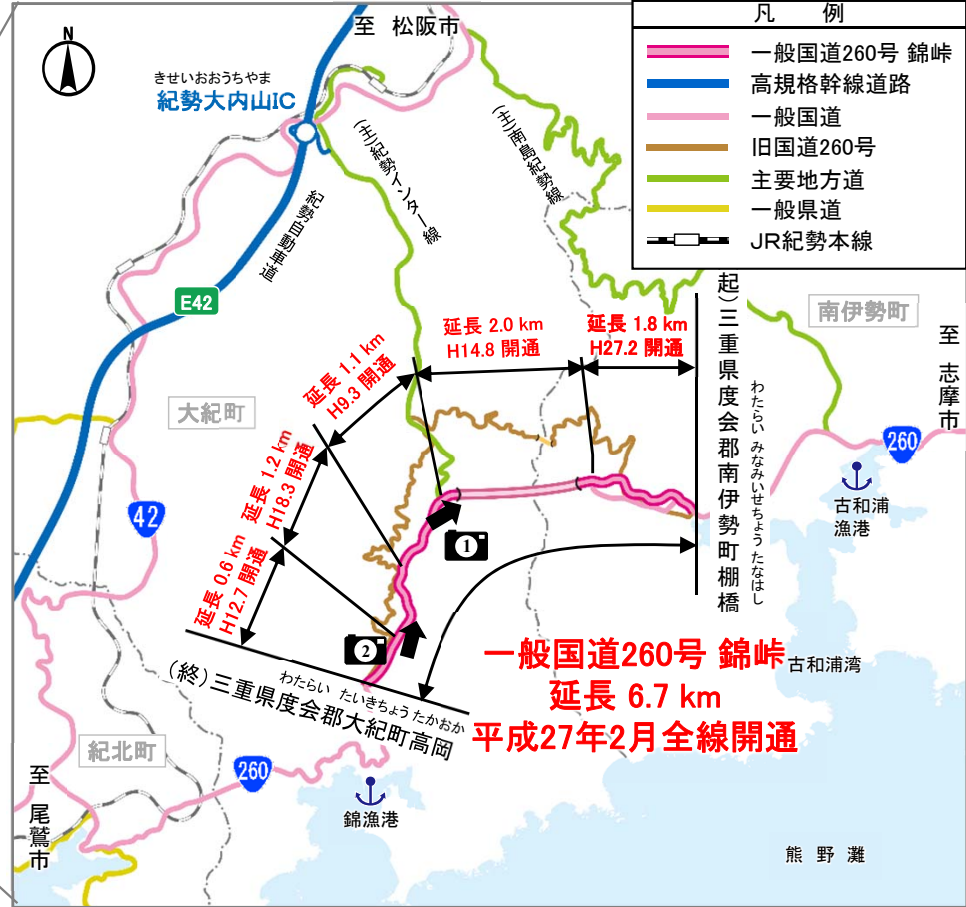 N
至 松阪市
きせいおおうちやま
紀勢大内山IC
凡 例
一般国道260号 錦峠
高規格幹線道路
一般国道
旧国道260号
主要地方道
一般県道
JR紀勢本線
(主)紀勢インター線
(主)南島紀勢線
紀勢自動車道
E42
南伊勢町
至 志摩市
起)三重県度会郡南伊勢町棚橋
わたらい みなみいせちょう たなはし
延長 2.0 km
H14.8 開通
延長 1.8 km
H27.2 開通
延長 1.1 km
H9.3 開通
大紀町
延長 1.2 km
H18.3 開通
延長 0.6 km
H12.7 開通
42
260
古和浦
漁港
1
2
一般国道260号 錦峠
延長 6.7 km
平成27年2月全線開通
古和浦湾
わたらい たいきちょう たかおか
(終)三重県度会郡大紀町高岡
紀北町
260
至 尾鷲市
錦漁港
熊野灘